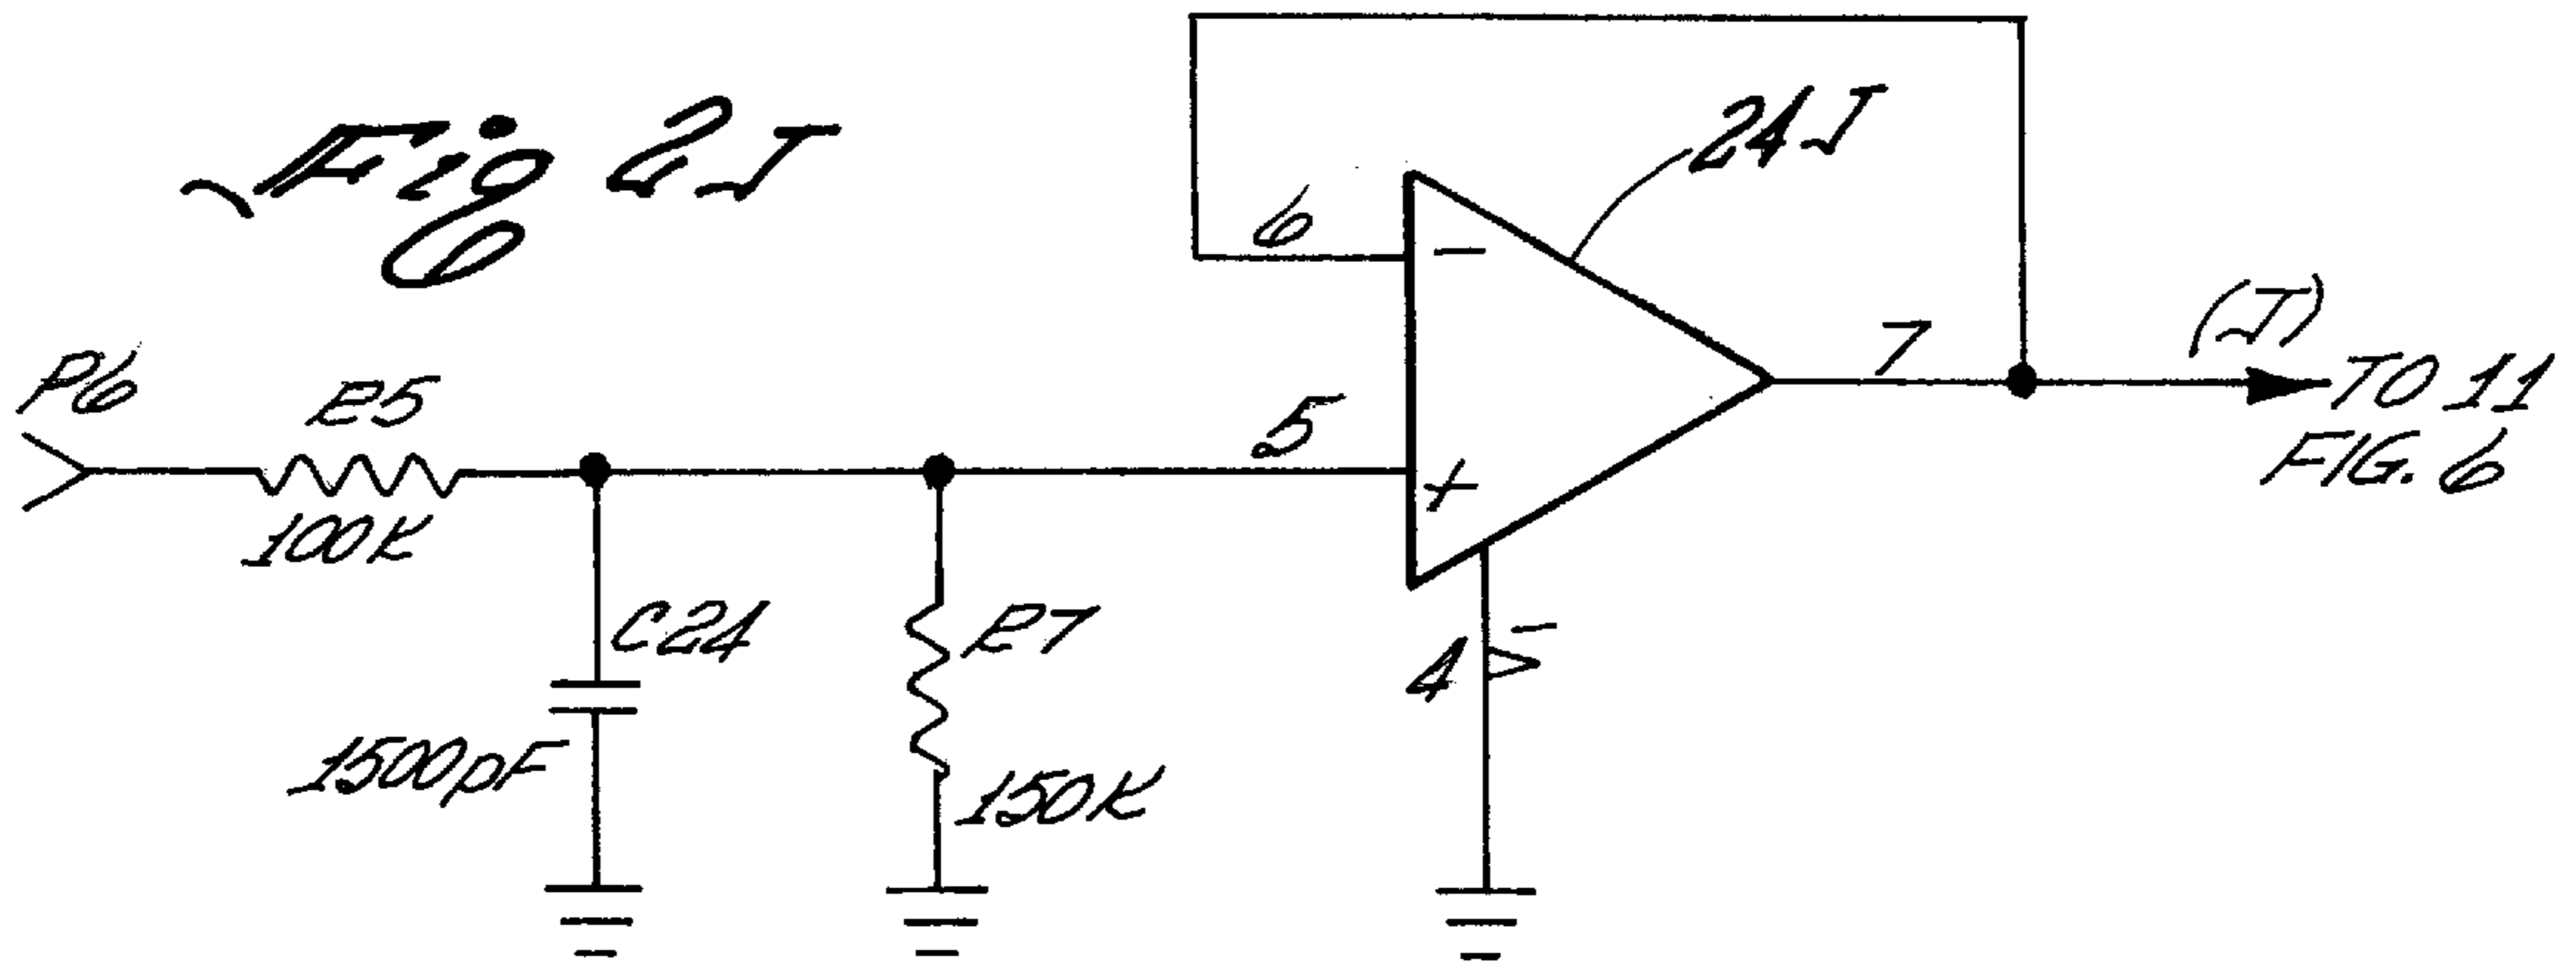 Fig 2J
24J
6
(J)
7
P6
R5
5
TO 11
FIG. 6
-
+
100K
C24
R7
4
V-
1500pF
150K